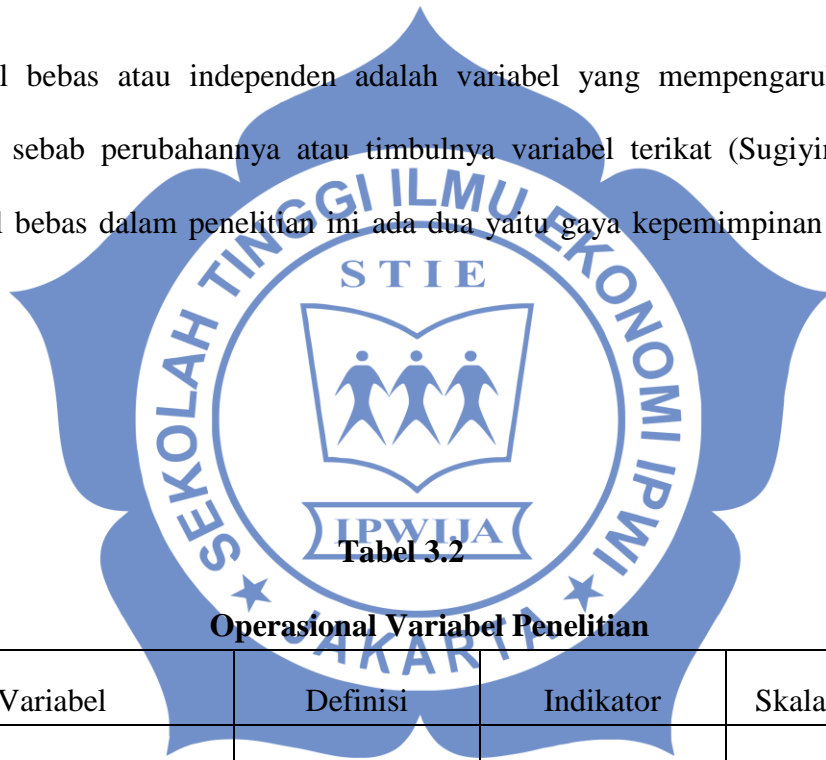 l bebas atau independen adalah variabel yang mempengaru
sebab perubahannya atau timbulnya variabel terikat (Sugiyi
l bebas dalam penelitian ini ada dua yaitu gaya kepemimpinan
SEKOLAH TINGGI ILMU EKONOMI IPWI
STIE
IPWIJA
★ JAKARTA ★
Tabel 3.2
Operasional Variabel Penelitian
Variabel Definisi Indikator Skala